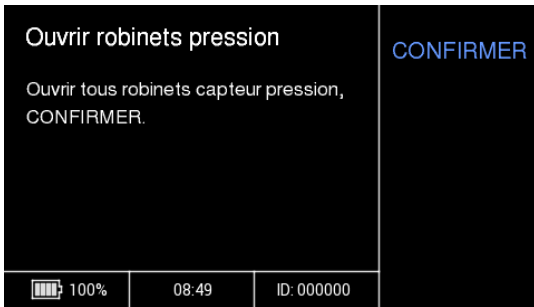 Ouvrir robinets pression
CONFIRMER
Ouvrir tous robinets capteur pression,
CONFIRMER.
100%
08:49
ID: 000000